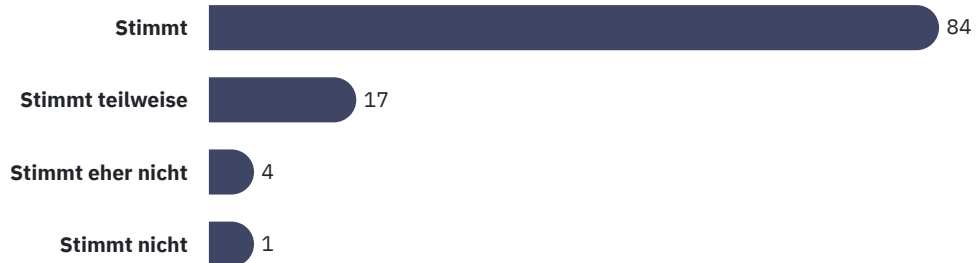 Stimmt 84
Stimmt teilweise 17
Stimmt eher nicht 4
Stimmt nicht 1